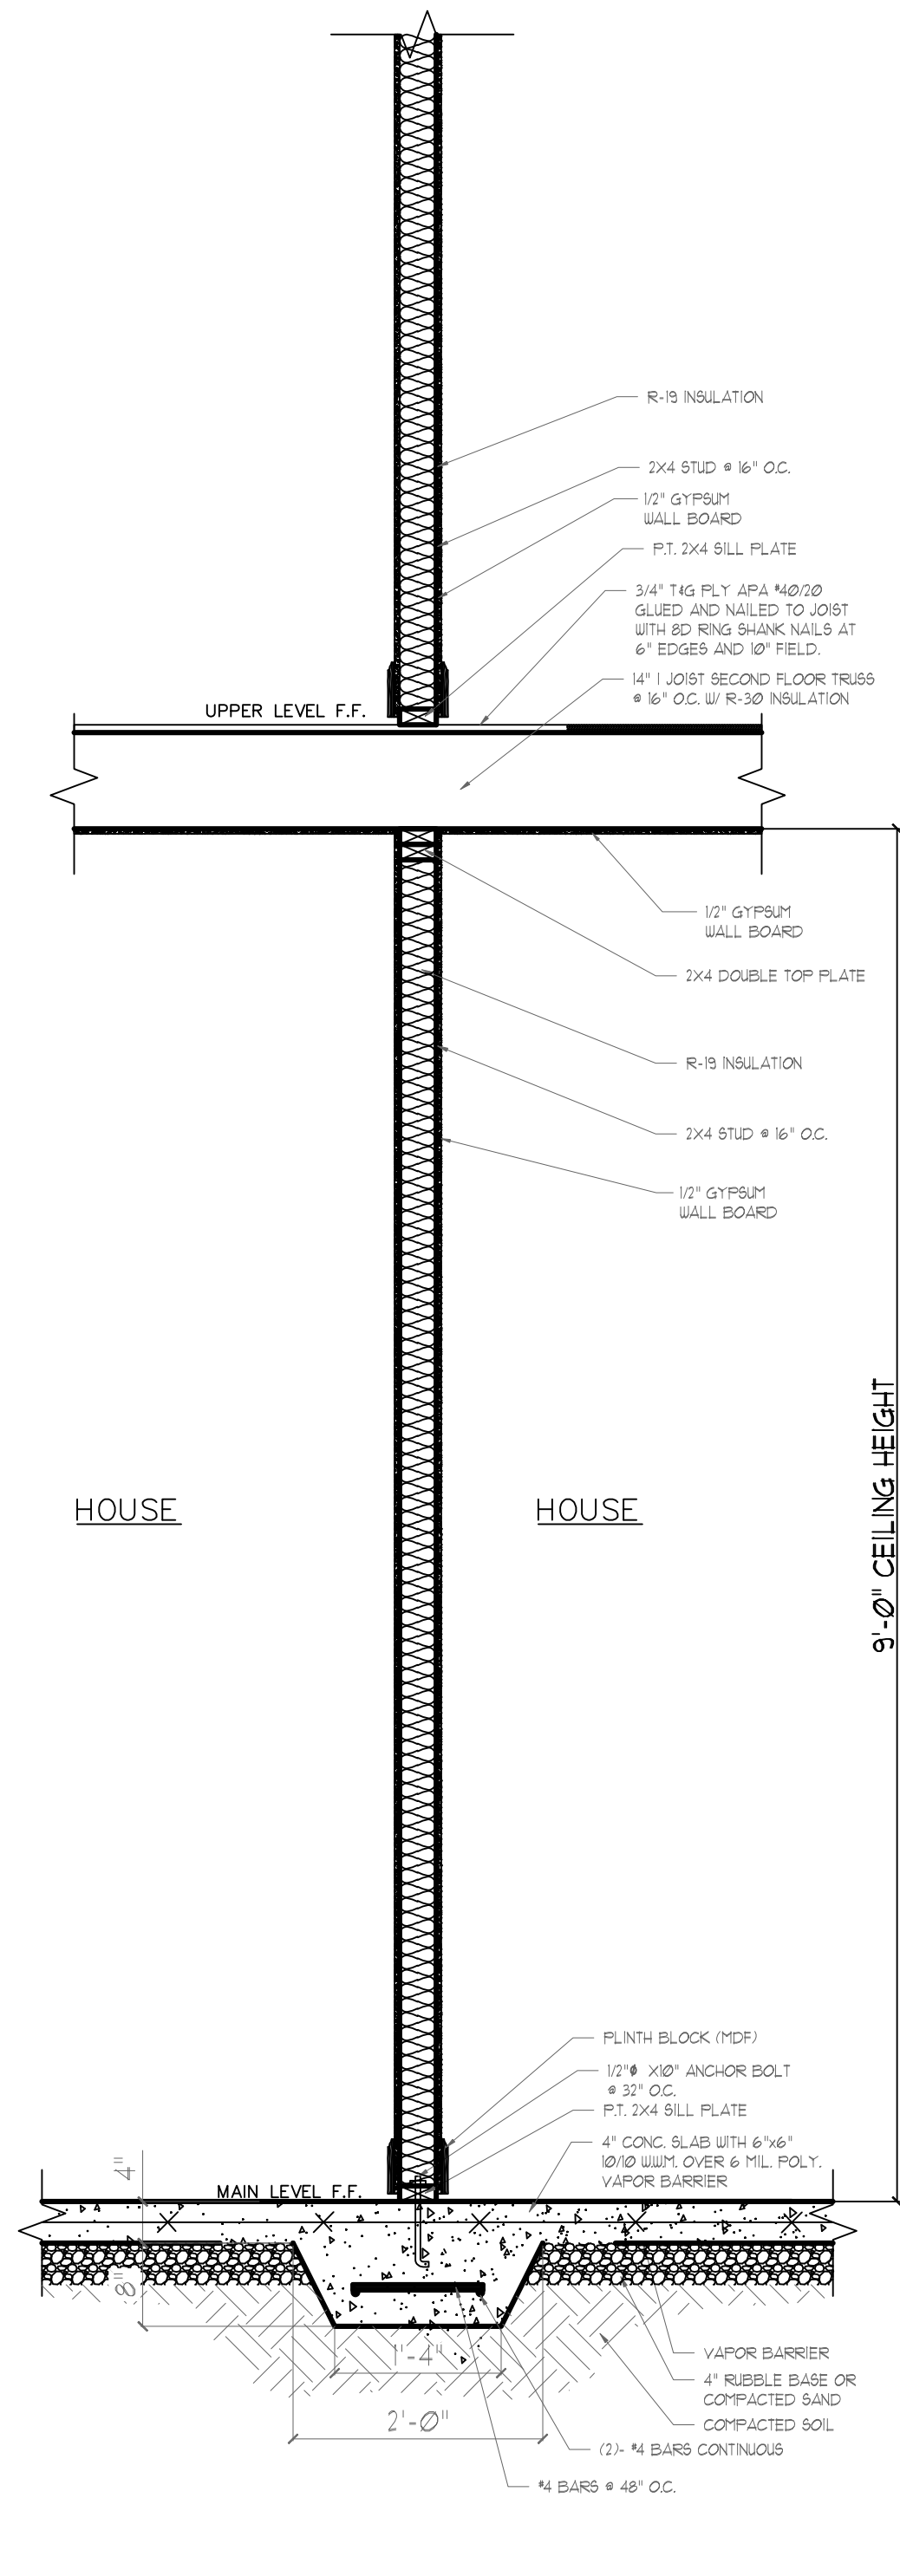 R-19 INSULATION
2X4 STUD @ 16" O.C.
1/2" GYPSUM
WALL BOARD
P.T. 2X4 SILL PLATE
3/4" T&G PLY APA #40/20
GLUED AND NAILED TO JOIST
WITH 8D RING SHANK NAILS AT
6" EDGES AND 10" FIELD.
14" I JOIST SECOND FLOOR TRUSS
@ 16" O.C. W/ R-30 INSULATION
UPPER LEVEL F.F.
1/2" GYPSUM
WALL BOARD
2X4 DOUBLE TOP PLATE
R-19 INSULATION
2X4 STUD @ 16" O.C.
1/2" GYPSUM
WALL BOARD
HOUSE
HOUSE
9'-0" CEILING HEIGHT
PLINTH BLOCK (MDF)
1/2"Ø X10" ANCHOR BOLT
@ 32" O.C.
P.T. 2X4 SILL PLATE
4" CONC. SLAB WITH 6"x6"
10/10 W.W.M. OVER 6 MIL. POLY.
VAPOR BARRIER
4"
MAIN LEVEL F.F.
8"
1'-4"
2'-0"
VAPOR BARRIER
4" RUBBLE BASE OR
COMPACTED SAND
COMPACTED SOIL
(2)- #4 BARS CONTINUOUS
#4 BARS @ 48" O.C.